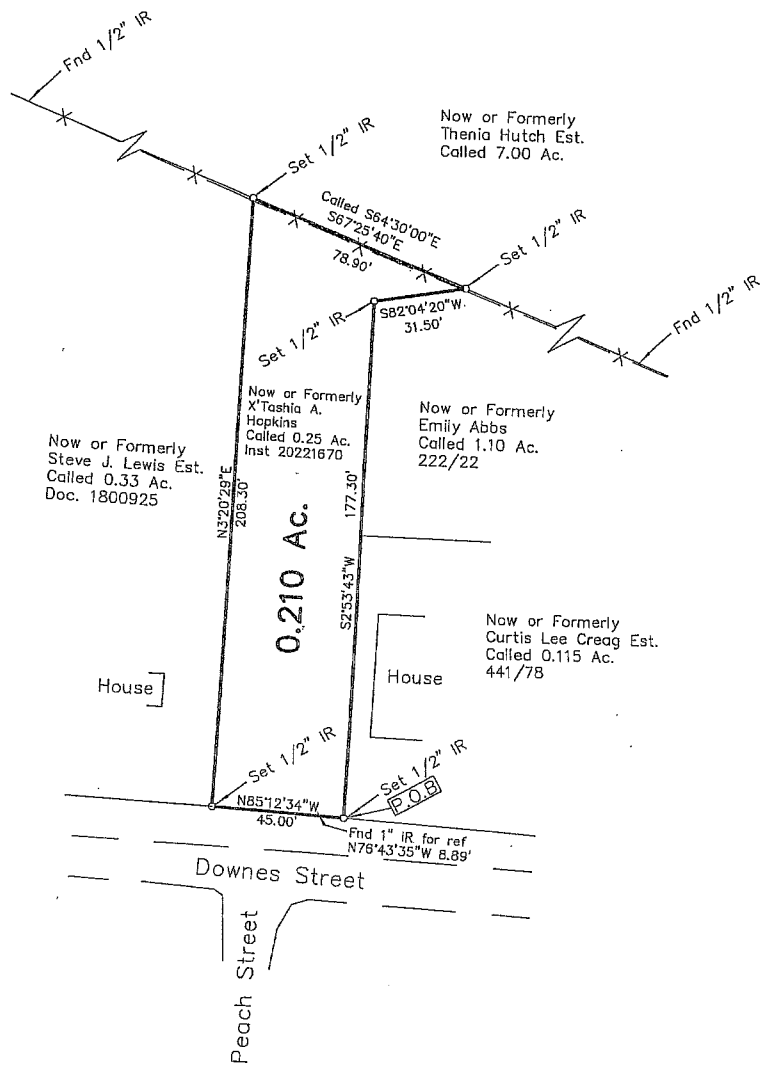 Fnd 1/2" IR
Now or Formerly
Thenia Hutch Est.
Called 7.00 Ac.
Set 1/2" IR
Called S64°30'00"E
S67°25'40"E
78.90'
Set 1/2" IR
S82°04'20"W
31.50'
Set 1/2" IR
Fnd 1/2" IR
Now or Formerly
X'Tashia A.
Hopkins
Called 0.25 Ac.
Inst 20221670
Now or Formerly
Emily Abbs
Called 1.10 Ac.
222/22
Now or Formerly
Steve J. Lewis Est.
Called 0.33 Ac.
Doc. 1800925
N3°20'29"E
208.30'
177.30'
S2°53'43"W
0.210 Ac.
Now or Formerly
Curtis Lee Creag Est.
Called 0.115 Ac.
441/78
House
House
Set 1/2" IR
Set 1/2" IR
P.O.B
N85°12'34"W
45.00'
Fnd 1" IR for ref
N76°43'35"W 8.89'
Downes Street
Peach Street